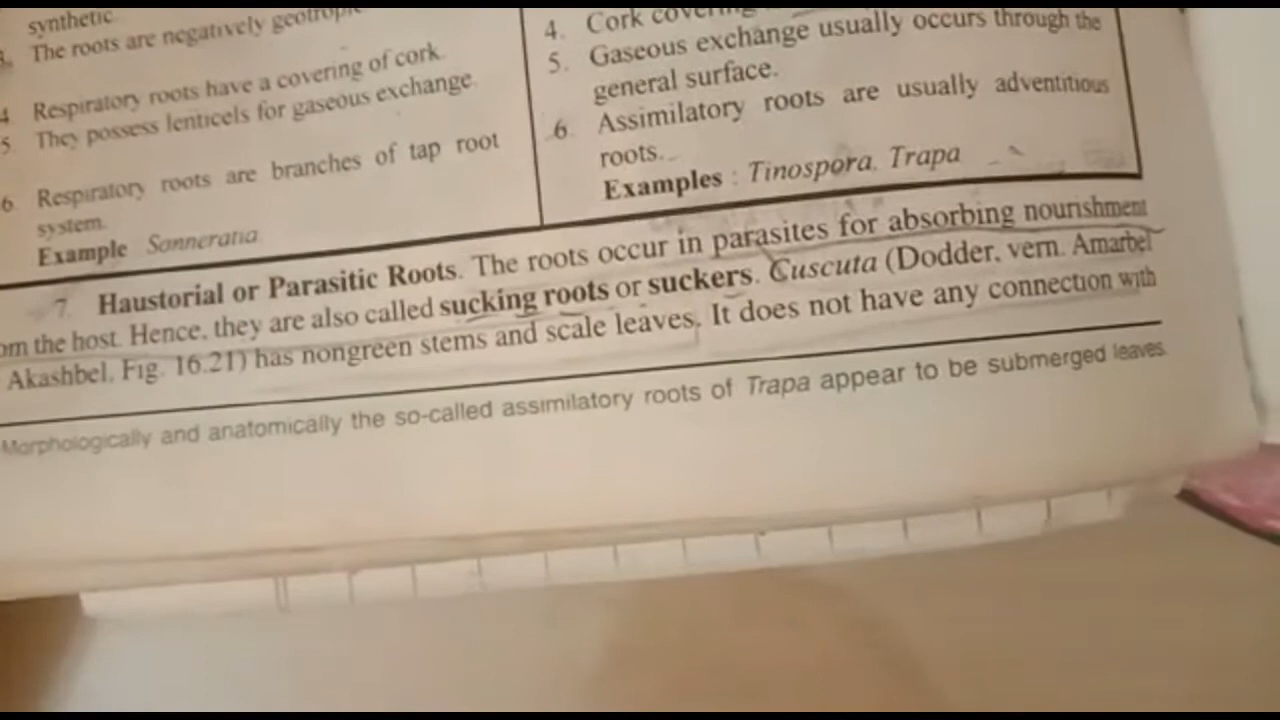 synthetic
3. The roots are negatively geotropic
4 Respiratory roots have a covering of cork.
5. They possess lenticels for gaseous exchange.
6 Respiratory roots are branches of tap root
system.
Example Sonneratia
4. Cork covering
5. Gaseous exchange usually occurs through the
general surface.
6. Assimilatory roots are usually adventitious
roots.
Examples : Tinospora, Trapa
7. Haustorial or Parasitic Roots. The roots occur in parasites for absorbing nourishment
om the host. Hence, they are also called sucking roots or suckers. Cuscuta (Dodder, vern. Amarbel
Akashbel, Fig. 16.21) has nongreen stems and scale leaves. It does not have any connection with
Morphologically and anatomically the so-called assimilatory roots of Trapa appear to be submerged leaves.